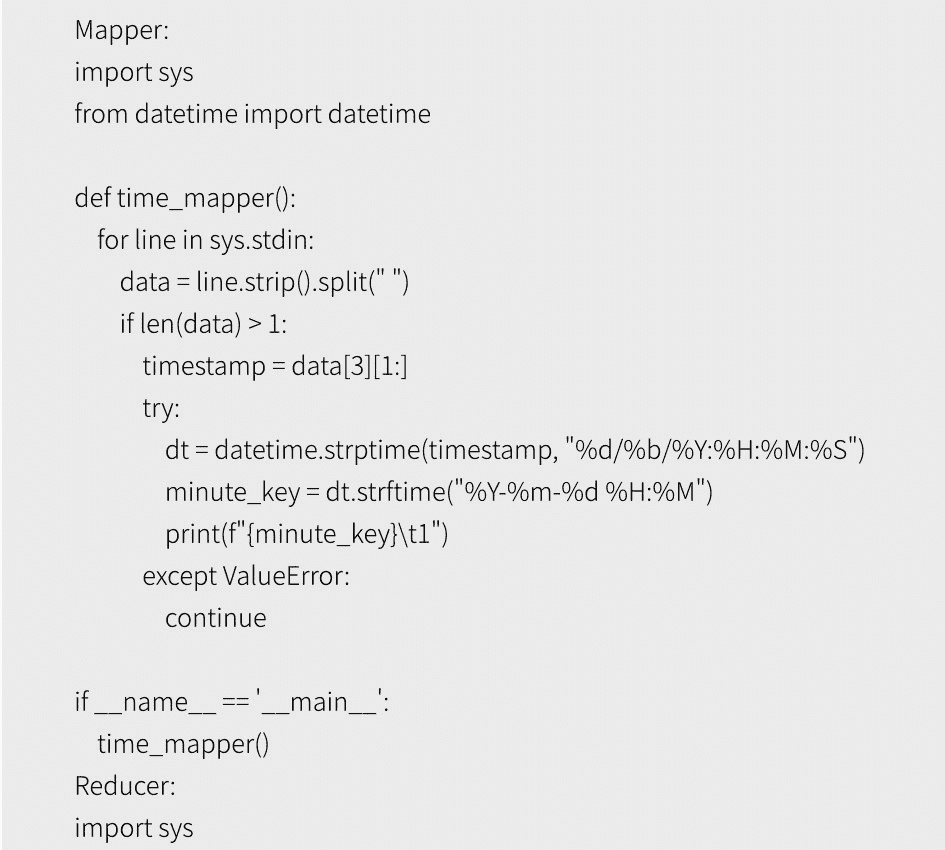 Mapper:
import sys
from datetime import datetime

def time_mapper():
    for line in sys.stdin:
        data = line.strip().split(" ")
        if len(data) > 1:
            timestamp = data[3][1:]
            try:
                dt = datetime.strptime(timestamp, "%d/%b/%Y:%H:%M:%S")
                minute_key = dt.strftime("%Y-%m-%d %H:%M")
                print(f"{minute_key}\t1")
            except ValueError:
                continue

if __name__ == '__main__':
    time_mapper()
Reducer:
import sys